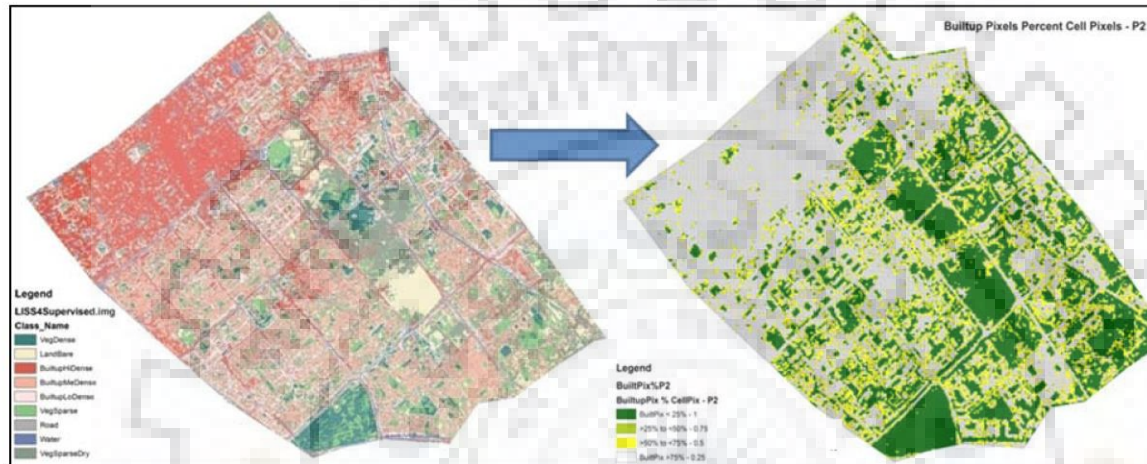 Builtup Pixels Percent Cell Pixels - P2
Legend
LISS4Supervised.img
Class_Name
VegDense
LandBare
BuiltupHiDense
BuiltupMeDense
BuiltupLoDense
VegSparse
Road
Water
VegSparseDry
Legend
BuiltPix%P2
BuiltupPix % CellPix - P2
BuiltPix < 25% - 1
>25% to <50% - 0.75
>50% to <75% - 0.5
BuiltPix >75% - 0.25